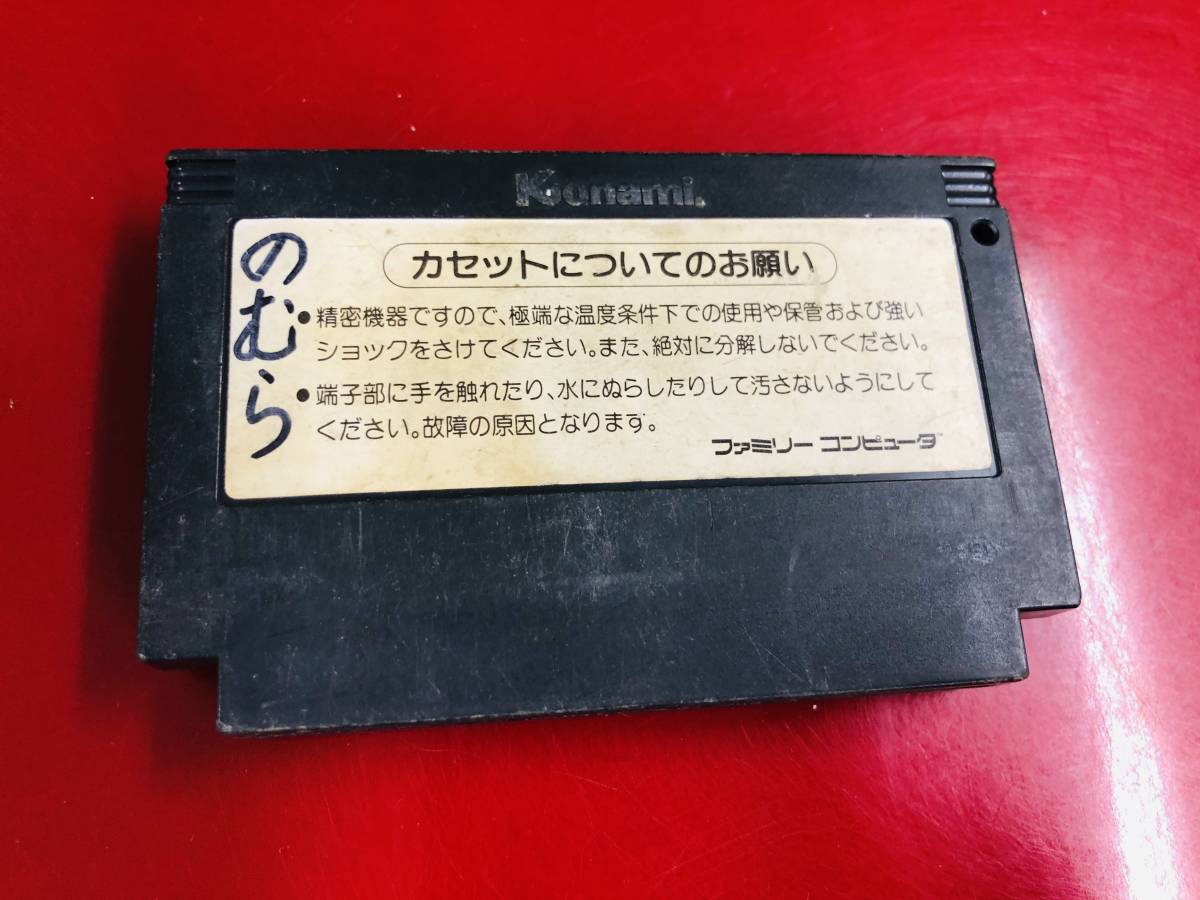 Konami
のむら
カセットについてのお願い
●精密機器ですので、極端な温度条件下での使用や保管および強い
ショックをさけてください。また、絶対に分解しないでください。
●端子部に手を触れたり、水にぬらしたりして汚さないようにして
ください。故障の原因となります。
ファミリー コンピュータ™